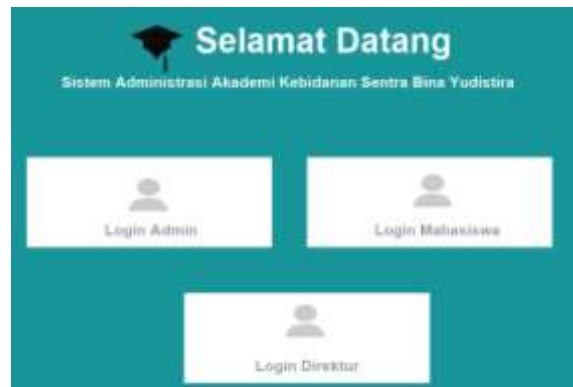 Selamat Datang
Sistem Administrasi Akademi Kebidanan Sentra Bina Yudistira
Login Admin
Login Mahasiswa
Login Direktur